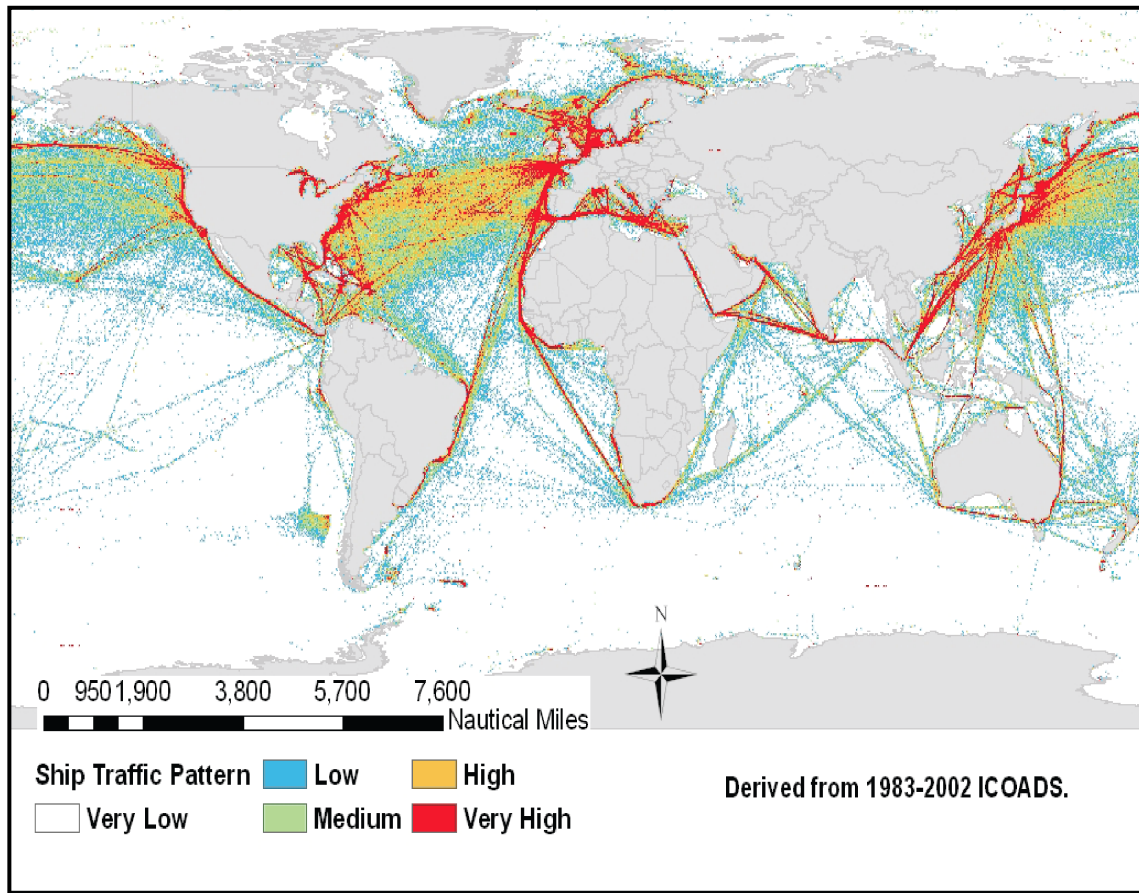 N
0 950 1,900 3,800 5,700 7,600
Nautical Miles
Ship Traffic Pattern Low High
Very Low Medium Very High
Derived from 1983-2002 ICOADS.